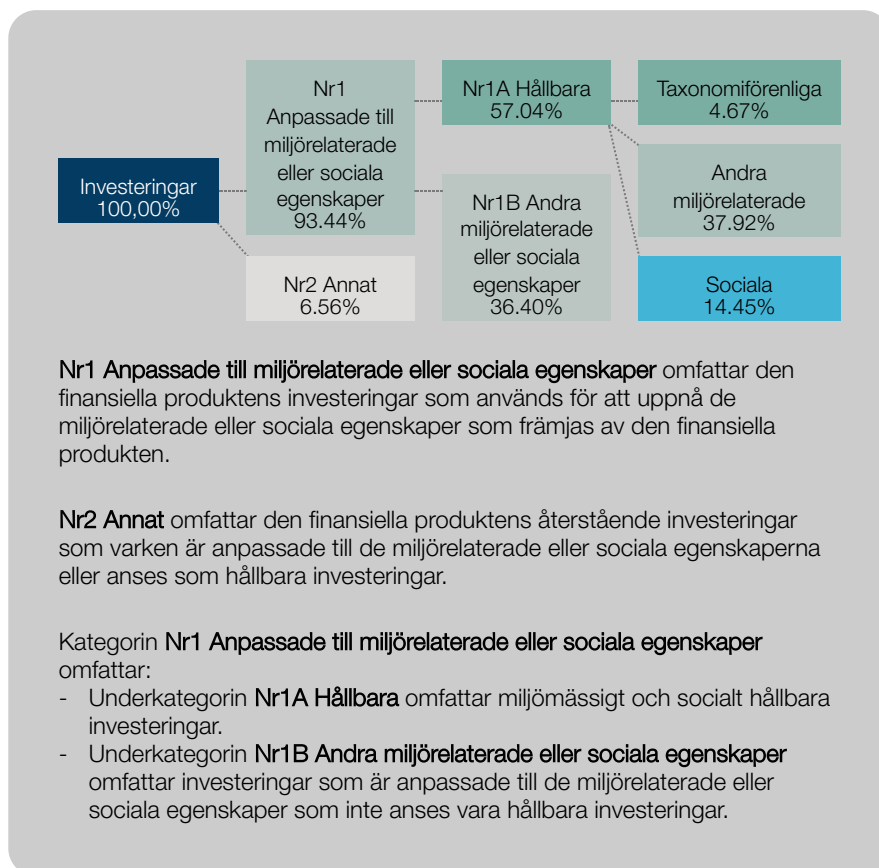 Investeringar
100,00%
Nr1
Anpassade till
miljörelaterade
eller sociala
egenskaper
93.44%
Nr2 Annat
6.56%
Nr1A Hållbara
57.04%
Nr1B Andra
miljörelaterade
eller sociala
egenskaper
36.40%
Taxonomiförenliga
4.67%
Andra
miljörelaterade
37.92%
Sociala
14.45%
Nr1 Anpassade till miljörelaterade eller sociala egenskaper omfattar den
finansiella produktens investeringar som används för att uppnå de
miljörelaterade eller sociala egenskaper som främjas av den finansiella
produkten.
Nr2 Annat omfattar den finansiella produktens återstående investeringar
som varken är anpassade till de miljörelaterade eller sociala egenskaperna
eller anses som hållbara investeringar.
Kategorin Nr1 Anpassade till miljörelaterade eller sociala egenskaper
omfattar:
- Underkategorin Nr1A Hållbara omfattar miljömässigt och socialt hållbara
investeringar.
- Underkategorin Nr1B Andra miljörelaterade eller sociala egenskaper
omfattar investeringar som är anpassade till de miljörelaterade eller
sociala egenskaper som inte anses vara hållbara investeringar.